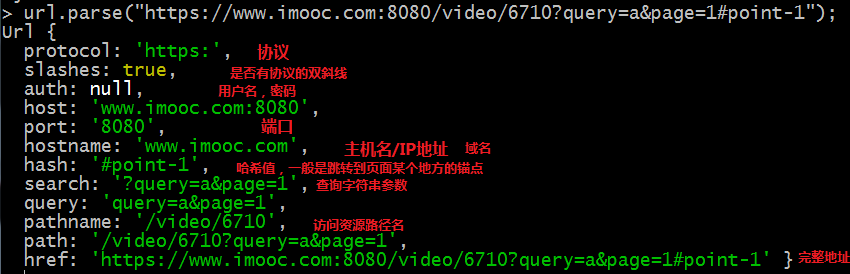 > url.parse("https://www.imooc.com:8080/video/6710?query=a&page=1#point-1");
Url {
protocol: 'https:', 协议
slashes: true, 是否有协议的双斜线
auth: null, 用户名，密码
host: 'www.imooc.com:8080',
port: '8080', 端口
hostname: 'www.imooc.com', 主机名/IP地址 域名
hash: '#point-1', 哈希值，一般是跳转到页面某个地方的锚点
search: '?query=a&page=1', 查询字符串参数
query: 'query=a&page=1',
pathname: '/video/6710', 访问资源路径名
path: '/video/6710?query=a&page=1',
href: 'https://www.imooc.com:8080/video/6710?query=a&page=1#point-1' } 完整地址